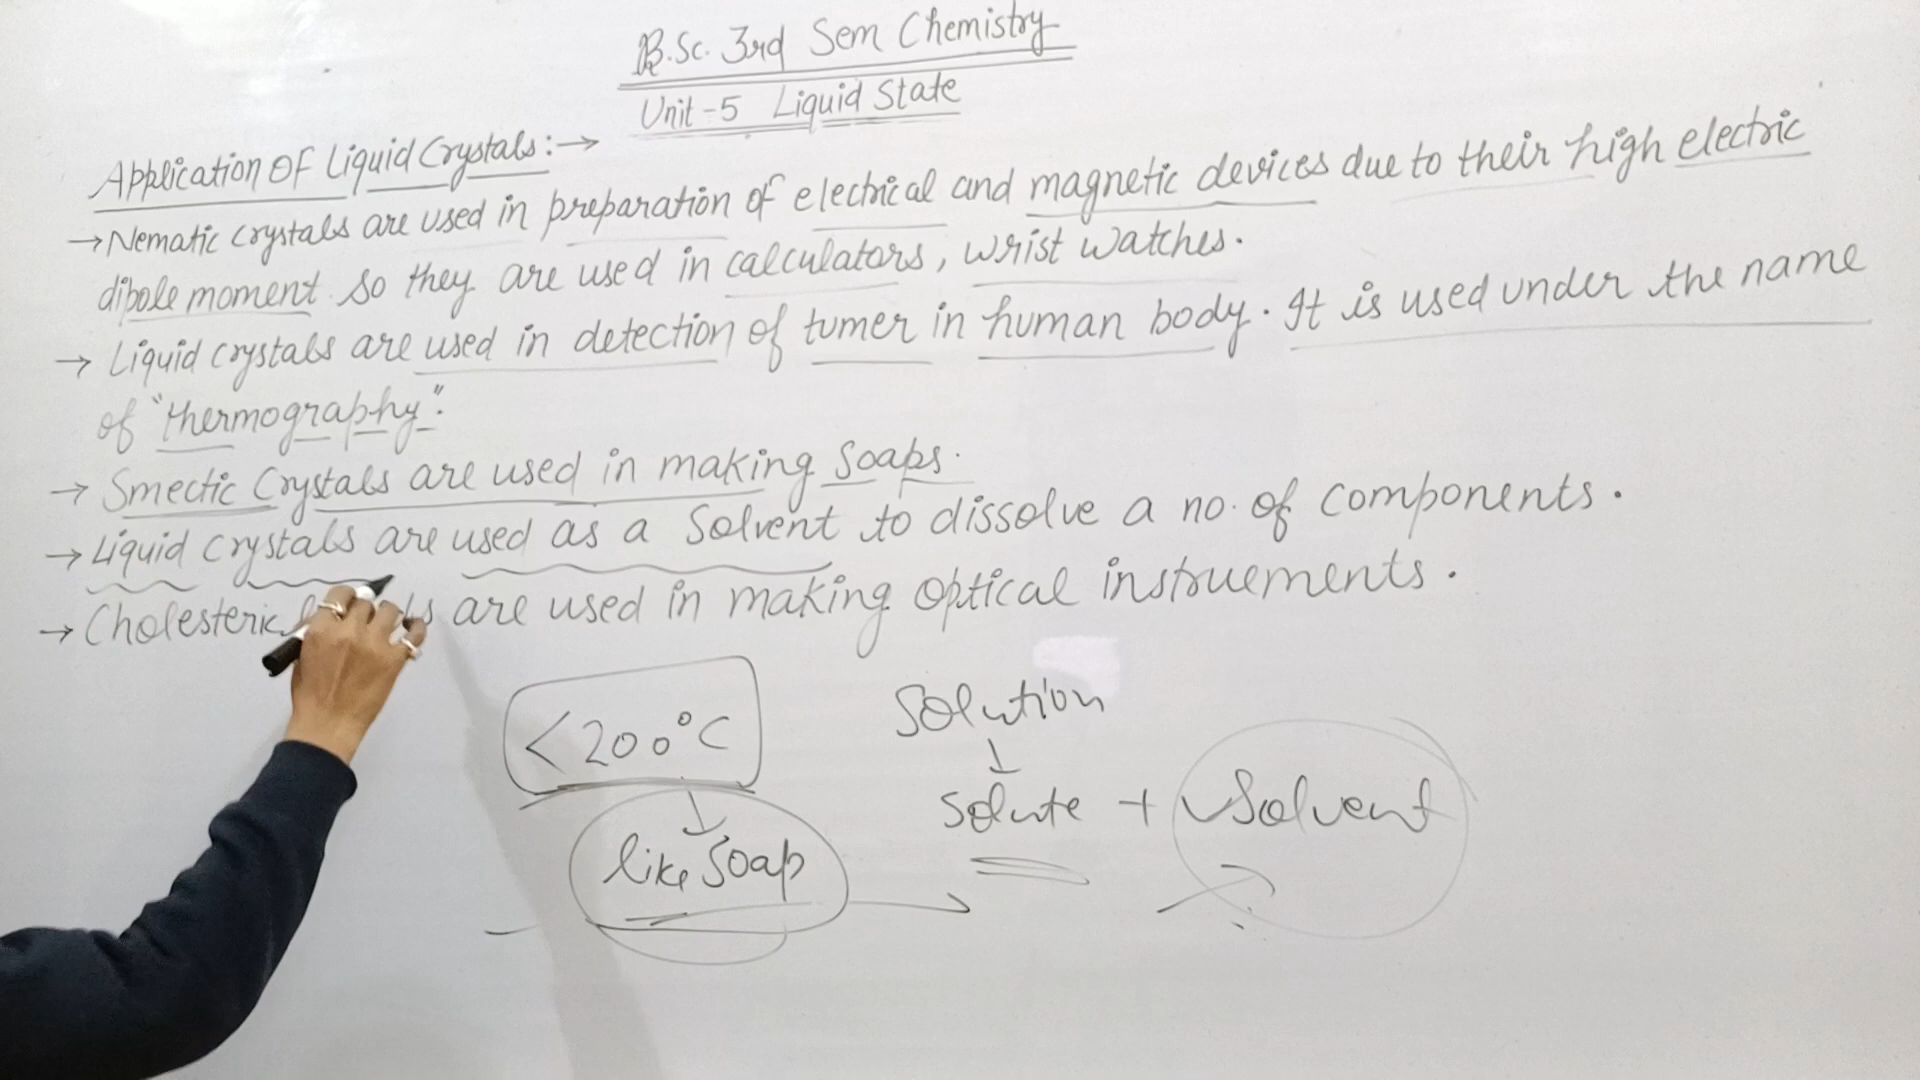 B.Sc. 3rd Sem Chemistry
Unit-5 Liquid State
Application Of Liquid Crystals:→
→ Nematic crystals are used in preparation of electrical and magnetic devices due to their high electric
dipole moment. So they are used in calculators, wrist watches.
→ Liquid crystals are used in detection of tumer in human body. It is used under the name
of "thermography".
→ Smectic Crystals are used in making Soaps.
→ Liquid crystals are used as a Solvent to dissolve a no. of components.
→ Cholesteric are used in making optical instruements.
<200°C
↓
like Soap
Solution
↓
Solute + Solvent